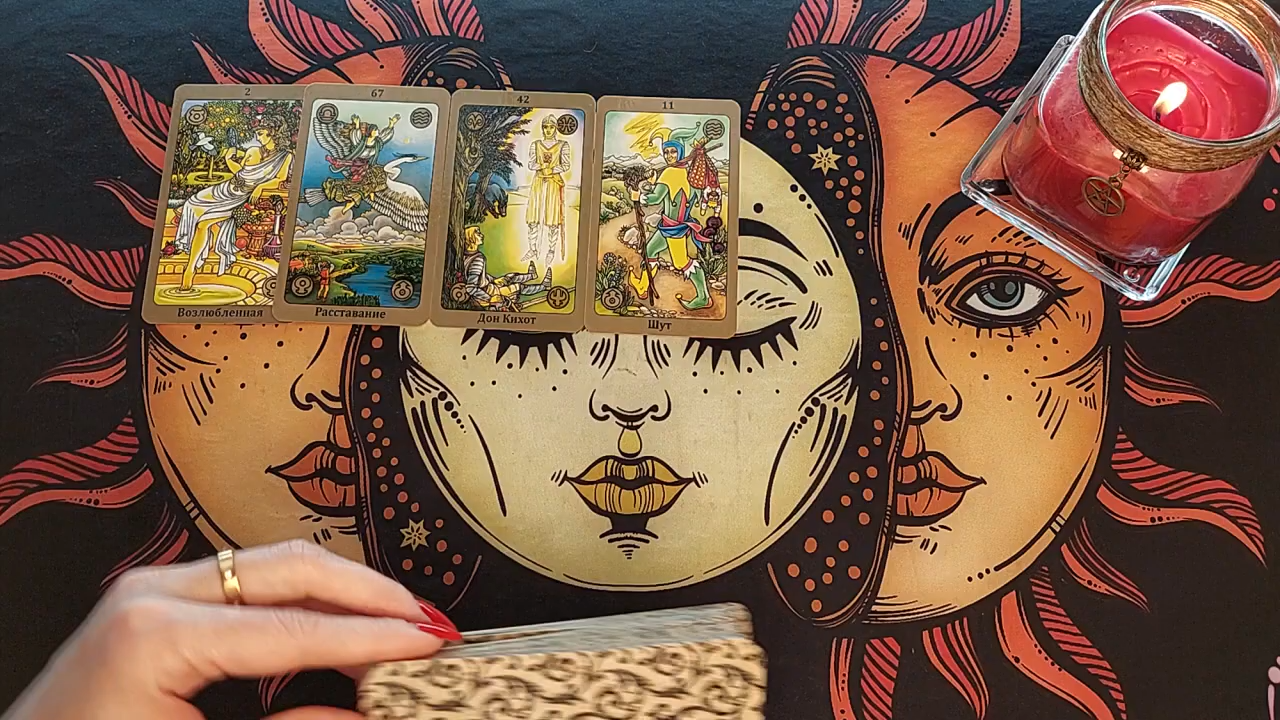 2
67
42
11
Возлюбленная
Расставание
Дон Кихот
Шут